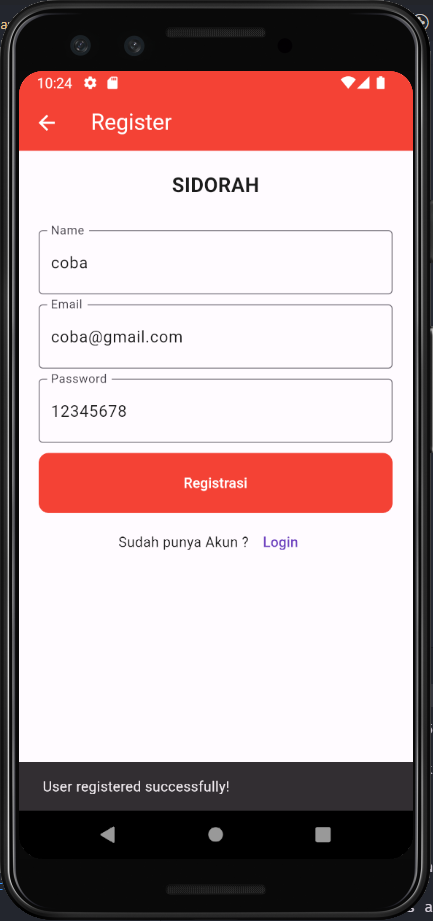 10:24
Register
SIDORAH
Name
coba
Email
coba@gmail.com
Password
12345678
Registrasi
Sudah punya Akun ? Login
User registered successfully!